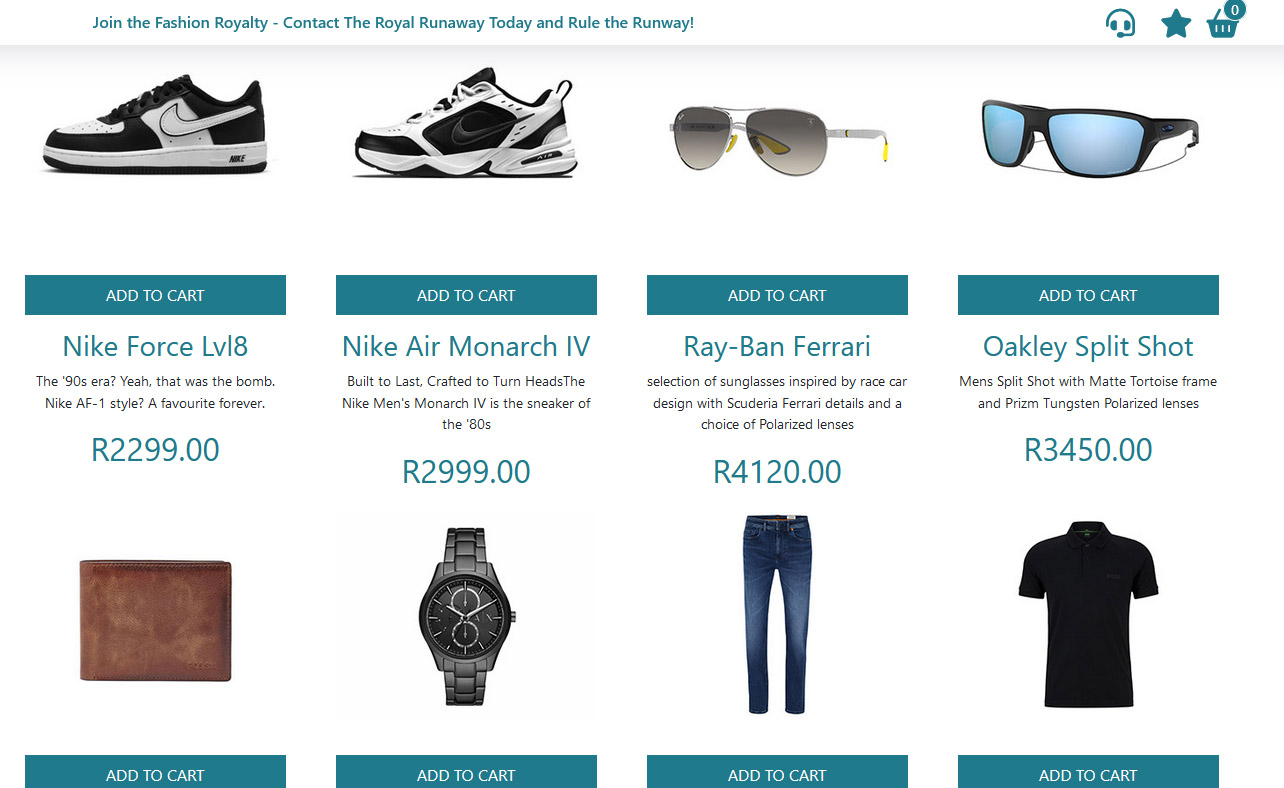 Join the Fashion Royalty - Contact The Royal Runaway Today and Rule the Runway!
0
NIKE
AIR
ADD TO CART
ADD TO CART
ADD TO CART
ADD TO CART
Nike Force Lvl8
Nike Air Monarch IV
Ray-Ban Ferrari
Oakley Split Shot
The '90s era? Yeah, that was the bomb.
Nike AF-1 style? A favourite forever.
Built to Last, Crafted to Turn HeadsThe
Nike Men's Monarch IV is the sneaker of
the '80s
selection of sunglasses inspired by race car
design with Scuderia Ferrari details and a
choice of Polarized lenses
Mens Split Shot with Matte Tortoise frame
and Prizm Tungsten Polarized lenses
R2299.00
R2999.00
R4120.00
R3450.00
FOSSIL
AX
ADD TO CART
ADD TO CART
ADD TO CART
ADD TO CART